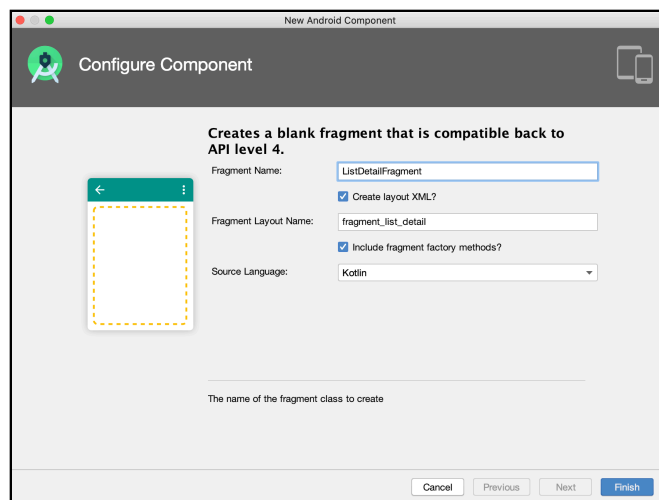 New Android Component
Configure Component
Creates a blank fragment that is compatible back to
API level 4.
Fragment Name:
ListDetailFragment
Create layout XML?
Fragment Layout Name:
fragment_list_detail
Include fragment factory methods?
Source Language:
Kotlin
The name of the fragment class to create
Cancel
Previous
Next
Finish